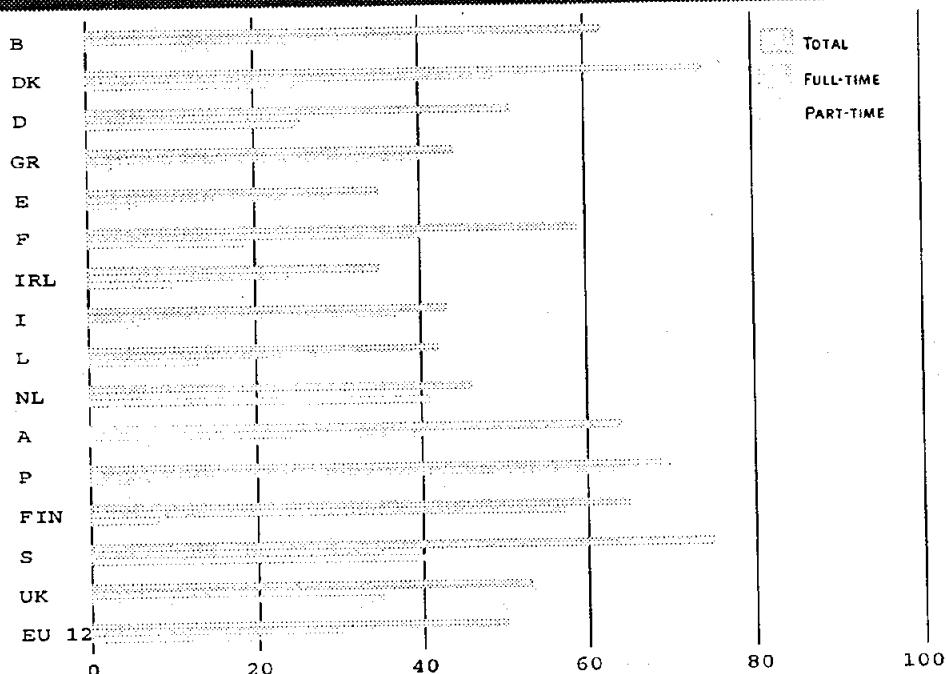 B
TOTAL
DK
FULL-TIME
PART-TIME
D
GR
E
F
IRL
I
L
NL
A
P
FIN
S
UK
EU 12
0 20 40 60 80 100